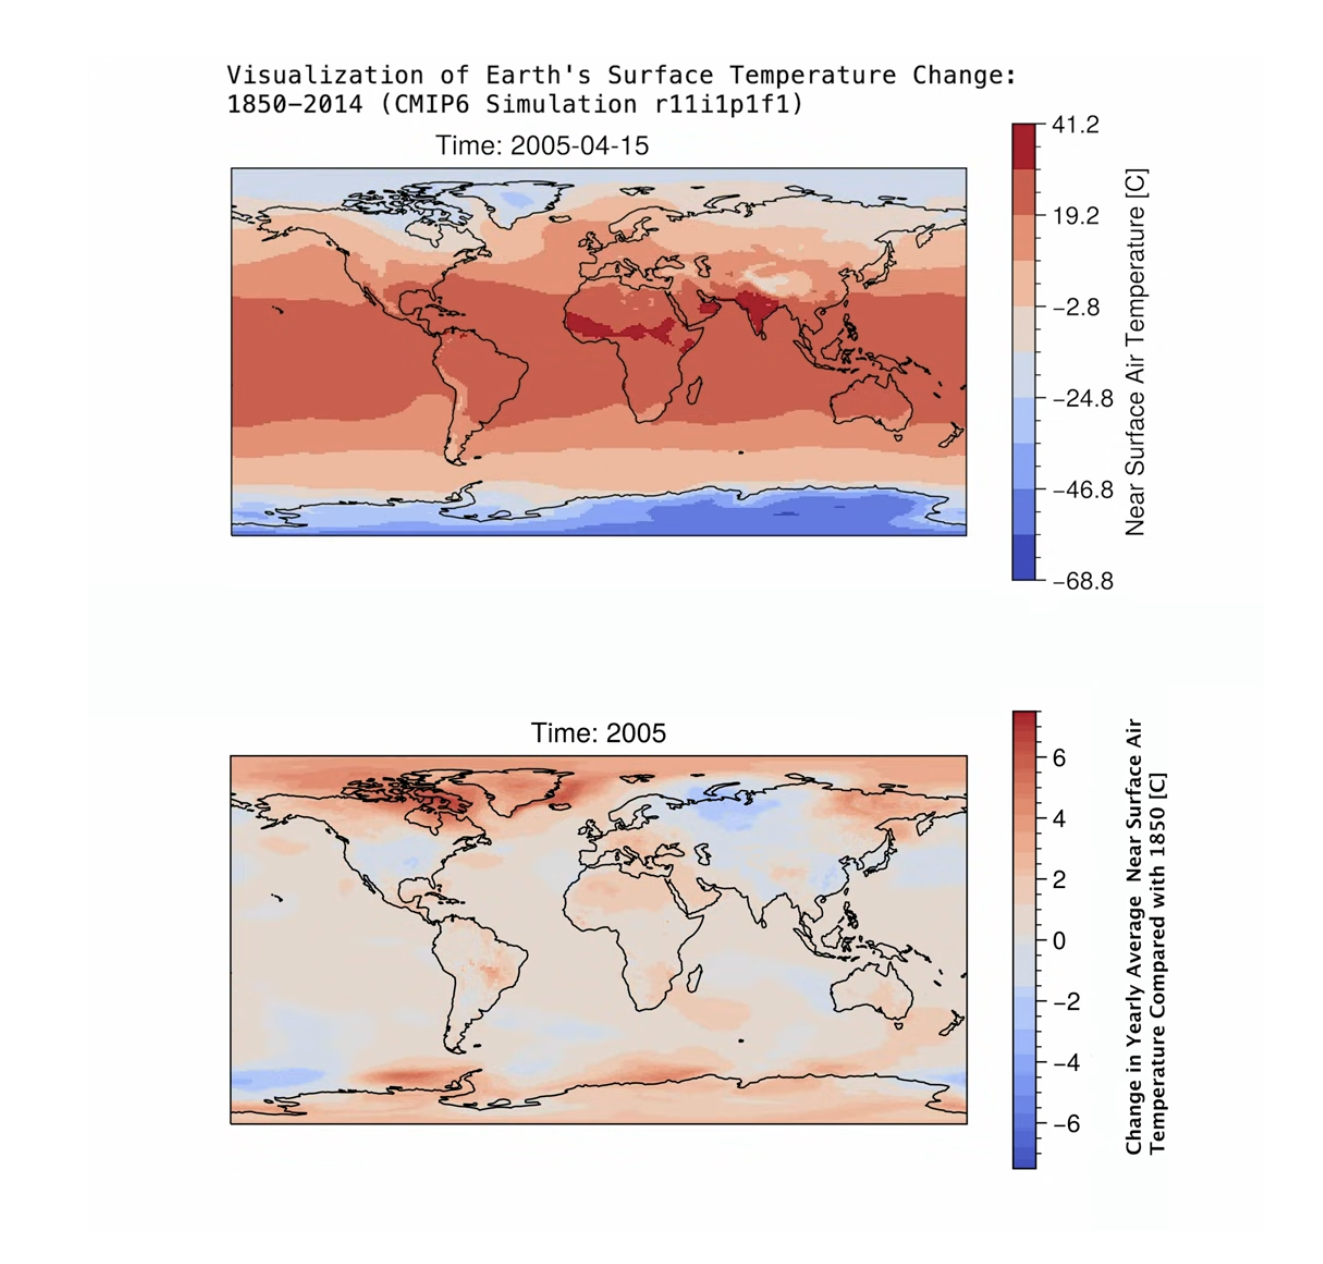 Visualization of Earth's Surface Temperature Change:
1850−2014 (CMIP6 Simulation r11i1p1f1)
Time: 2005-04-15
41.2
19.2
−2.8
−24.8
−46.8
−68.8
Near Surface Air Temperature [C]
Time: 2005
6
4
2
0
−2
−4
−6
Change in Yearly Average Near Surface Air
Temperature Compared with 1850 [C]